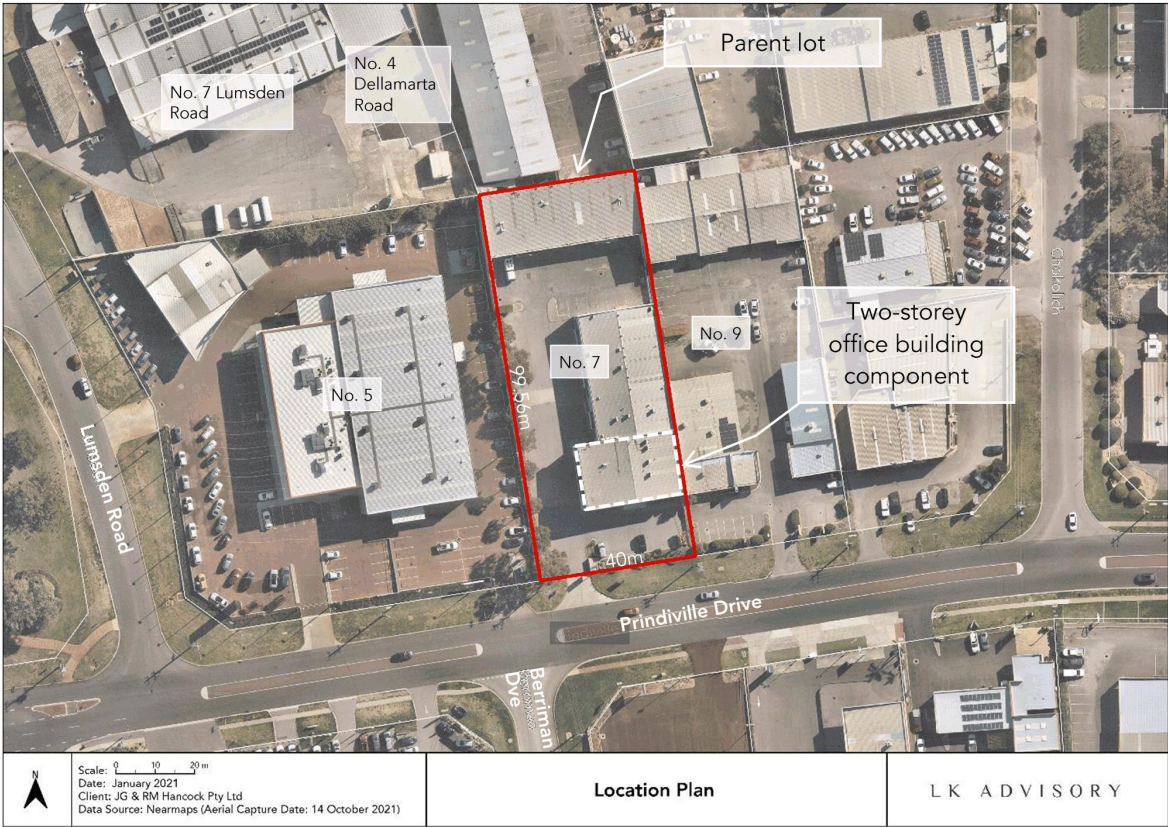 Parent lot
No. 7 Lumsden
Road
No. 4
Dellamarta
Road
Two-storey
office building
component
No. 9
No. 7
No. 5
99.56m
40m
Lumsden Road
Prindiville Drive
Berriman
Dve
N
Scale: 0 10 20 m
Date: January 2021
Client: JG & RM Hancock Pty Ltd
Data Source: Nearmaps (Aerial Capture Date: 14 October 2021)
Location Plan
LK ADVISORY